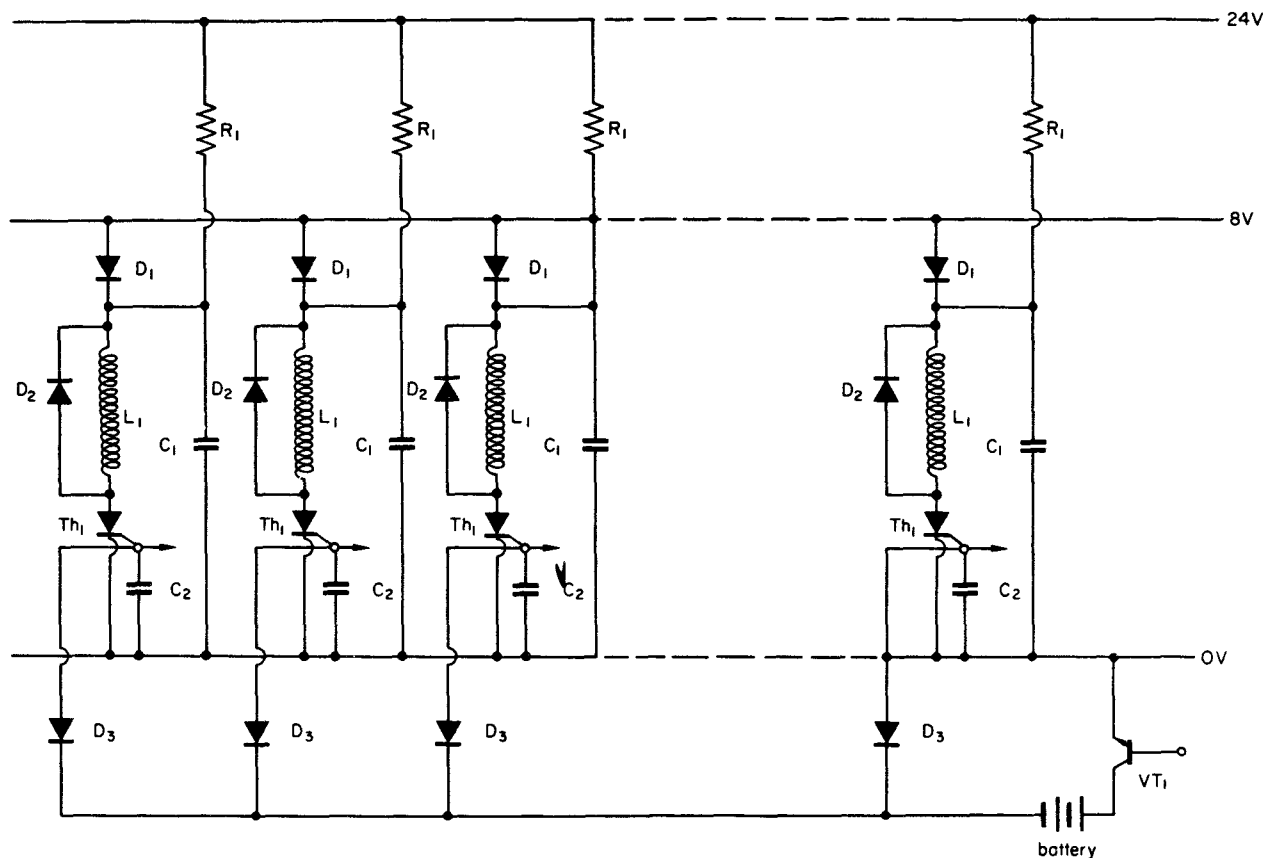 24V
R₁ R₁ R₁ R₁
8V
D₁ D₁ D₁ D₁
D₂ L₁ C₁ D₂ L₁ C₁ D₂ L₁ C₁ D₂ L₁ C₁
Th₁ Th₁ Th₁ Th₁
C₂ C₂ C₂ C₂
0V
D₃ D₃ D₃ D₃
VT₁
battery